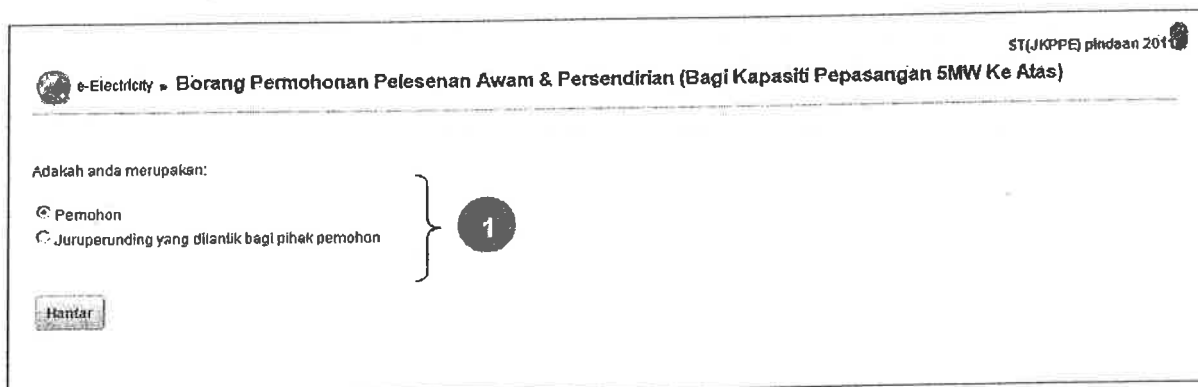 ST(JKPPE) pindaan 2011
e-Electricity ▸ Borang Permohonan Pelesenan Awam & Persendirian (Bagi Kapasiti Pepasangan 5MW Ke Atas)
Adakah anda merupakan:
Pemohon
Juruperunding yang dilantik bagi pihak pemohon
1
Hantar